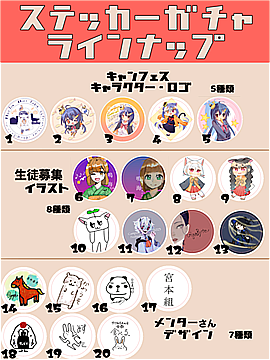 ステッカーガチャ
ラインナップ
キャンフェス
キャラクター・ロゴ 5種類
1 2 3 4 5
生徒募集
イラスト
8種類
6 7 8 9
10 11 12 13
14 15 16 17
宮本組
メンターさん
デザイン 7種類
18 19 20